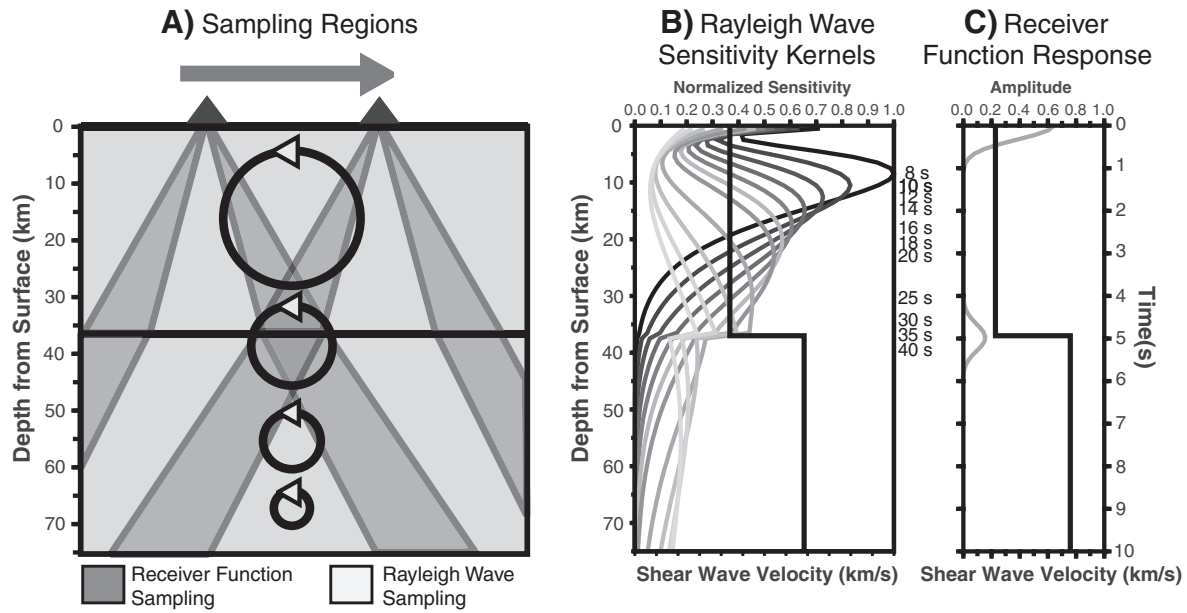 A) Sampling Regions
0
10
20
30
40
50
60
70
Depth from Surface (km)
Receiver Function
Sampling
Rayleigh Wave
Sampling
B) Rayleigh Wave
Sensitivity Kernels
Normalized Sensitivity
0.0 0.1 0.2 0.3 0.4 0.5 0.6 0.7 0.8 0.9 1.0
0
10
20
30
40
50
60
70
Depth from Surface (km)
8 s
10 s
12 s
14 s
16 s
18 s
20 s
25 s
30 s
35 s
40 s
Shear Wave Velocity (km/s)
C) Receiver
Function Response
Amplitude
0.0 0.2 0.4 0.6 0.8 1.0
0
1
2
3
4
5
6
7
8
9
10
Time(s)
Shear Wave Velocity (km/s)